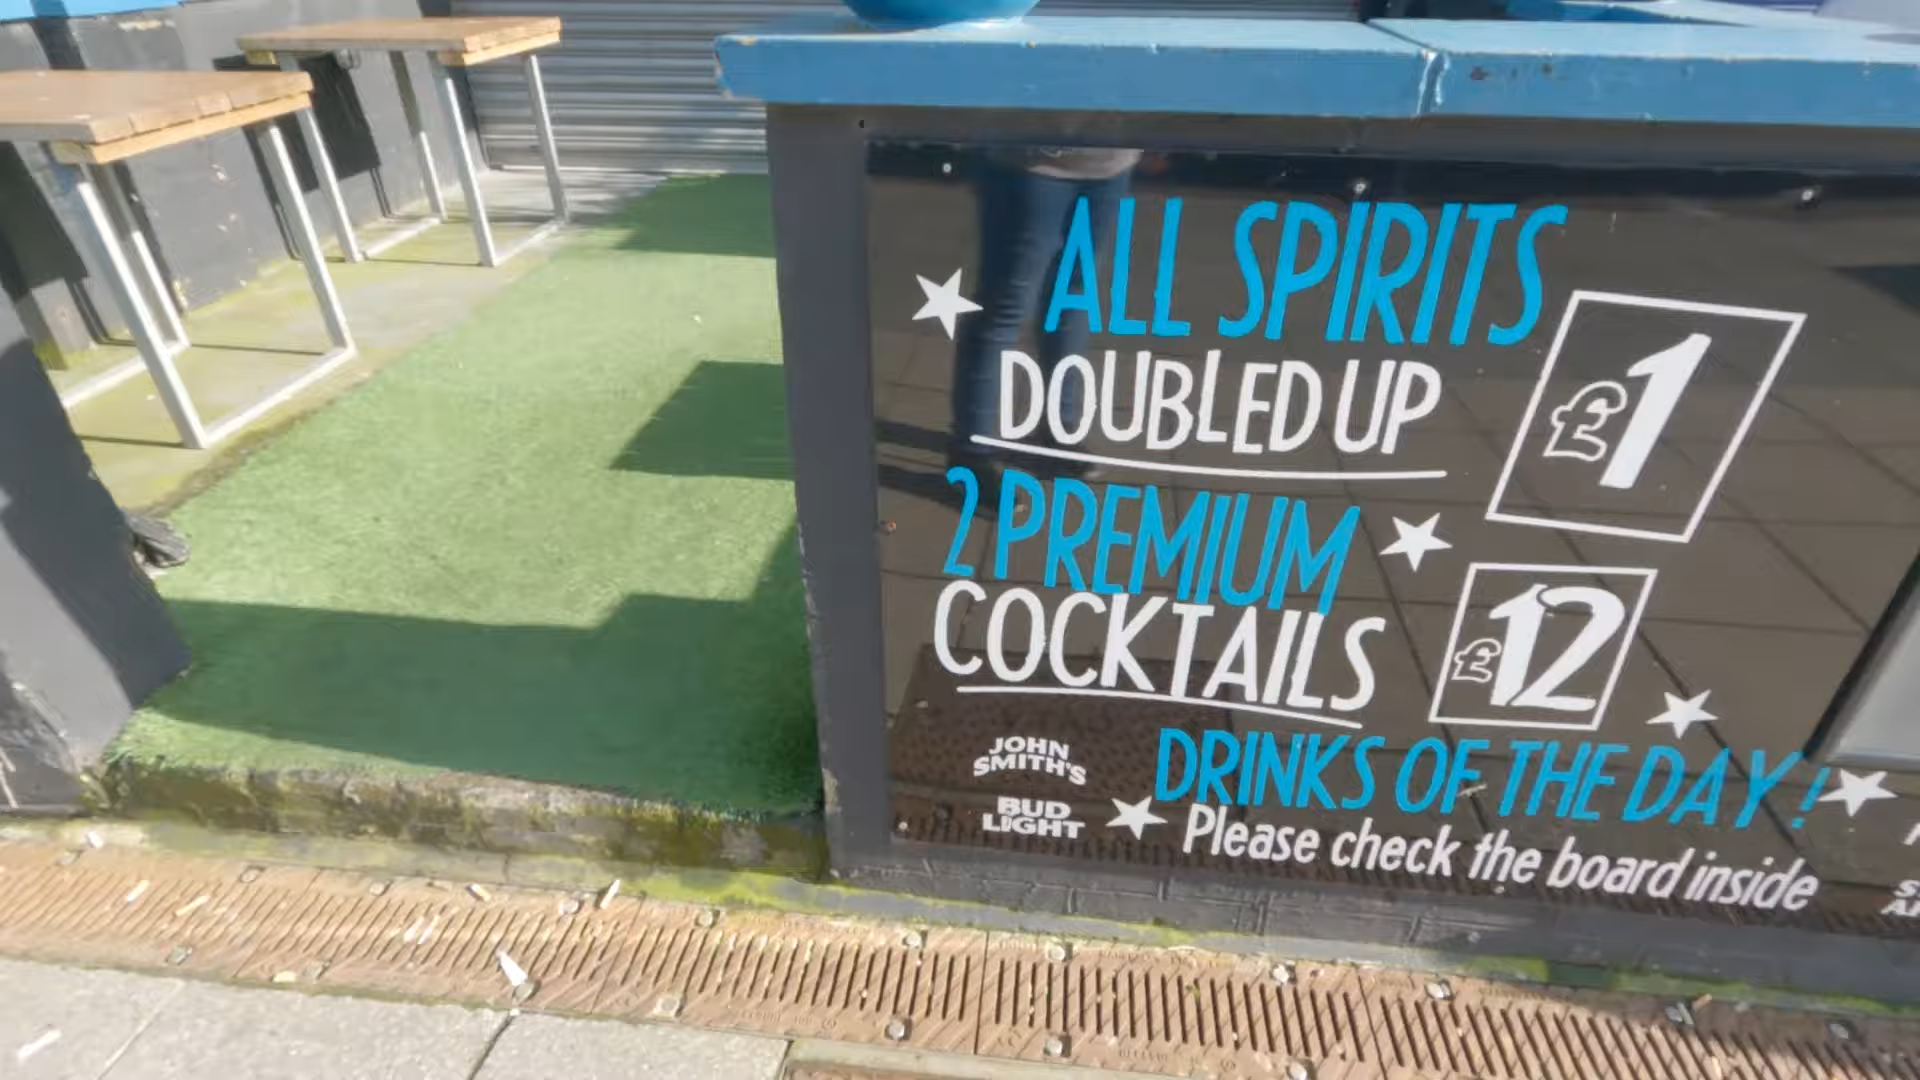 ALL SPIRITS
DOUBLED UP
£1
2 PREMIUM
COCKTAILS
£12
DRINKS OF THE DAY!
Please check the board inside
JOHN
SMITH'S
BUD
LIGHT